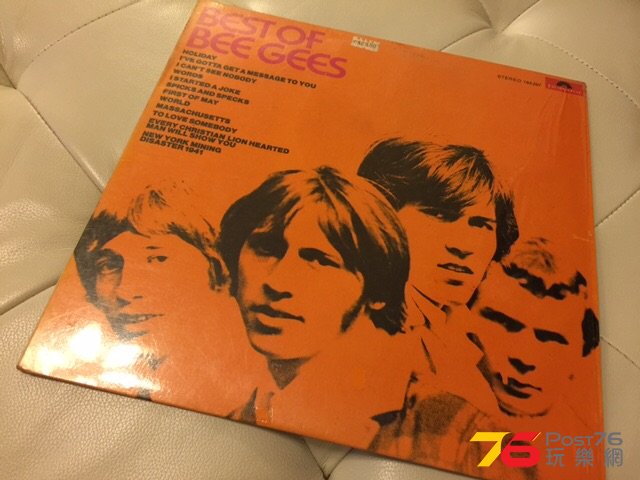 BEST OF
BEE GEES
HOLIDAY
I'VE GOTTA GET A MESSAGE TO YOU
I CAN'T SEE NOBODY
WORDS
I STARTED A JOKE
SPICKS AND SPECKS
FIRST OF MAY
WORLD
MASSACHUSETTS
TO LOVE SOMEBODY
EVERY CHRISTIAN LION HEARTED
MAN WILL SHOW YOU
NEW YORK MINING
DISASTER 1941
STEREO
76 POST76
玩樂網